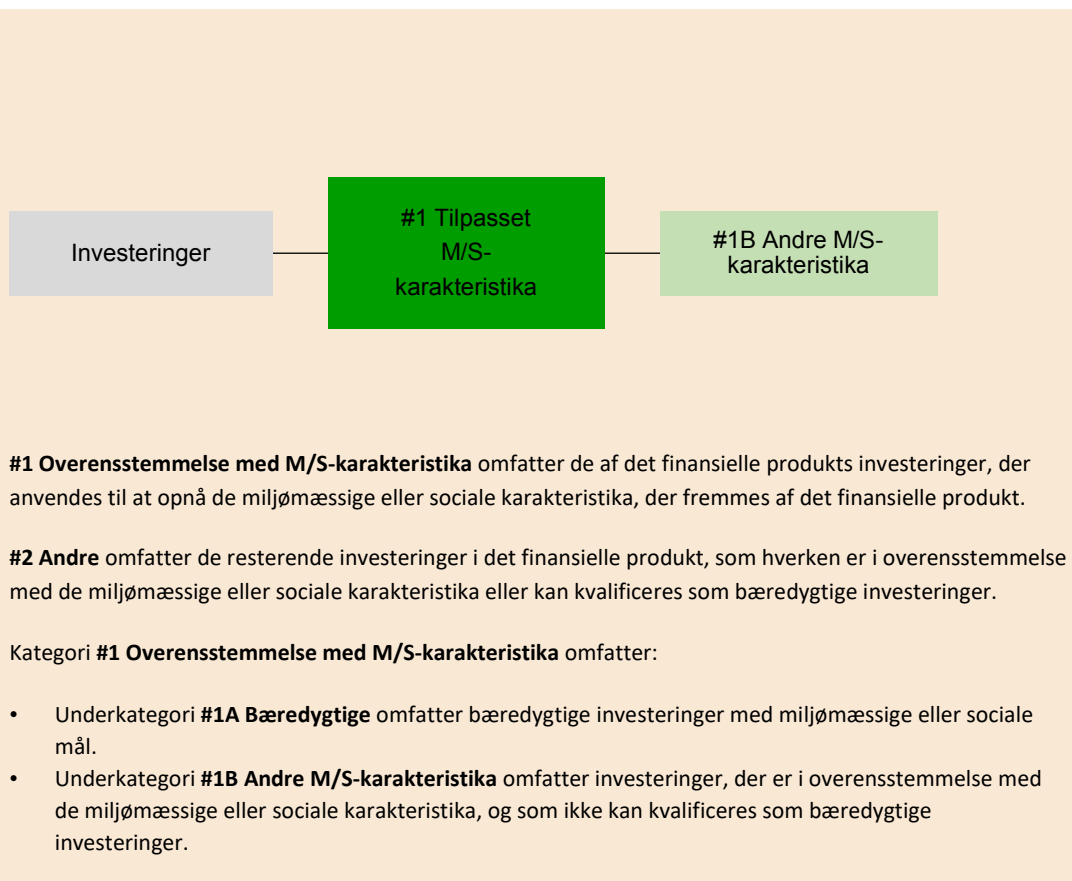 Investeringer
#1 Tilpasset
M/S-
karakteristika
#1B Andre M/S-
karakteristika
#1 Overensstemmelse med M/S-karakteristika omfatter de af det finansielle produkts investeringer, der
anvendes til at opnå de miljømæssige eller sociale karakteristika, der fremmes af det finansielle produkt.
#2 Andre omfatter de resterende investeringer i det finansielle produkt, som hverken er i overensstemmelse
med de miljømæssige eller sociale karakteristika eller kan kvalificeres som bæredygtige investeringer.
Kategori #1 Overensstemmelse med M/S-karakteristika omfatter:
• Underkategori #1A Bæredygtige omfatter bæredygtige investeringer med miljømæssige eller sociale
mål.
• Underkategori #1B Andre M/S-karakteristika omfatter investeringer, der er i overensstemmelse med
de miljømæssige eller sociale karakteristika, og som ikke kan kvalificeres som bæredygtige
investeringer.